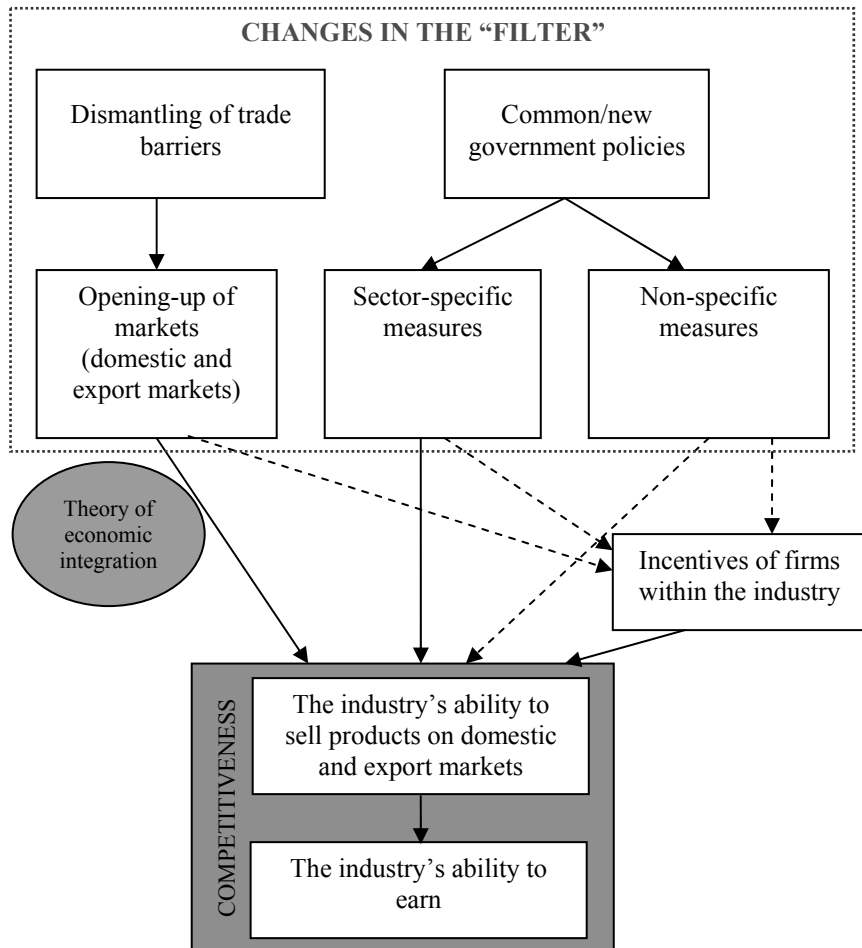 CHANGES IN THE “FILTER”
Dismantling of trade
barriers
Common/new
government policies
Opening-up of
markets
(domestic and
export markets)
Sector-specific
measures
Non-specific
measures
Theory of
economic
integration
Incentives of firms
within the industry
COMPETITIVENESS
The industry’s ability to
sell products on domestic
and export markets
The industry’s ability to
earn